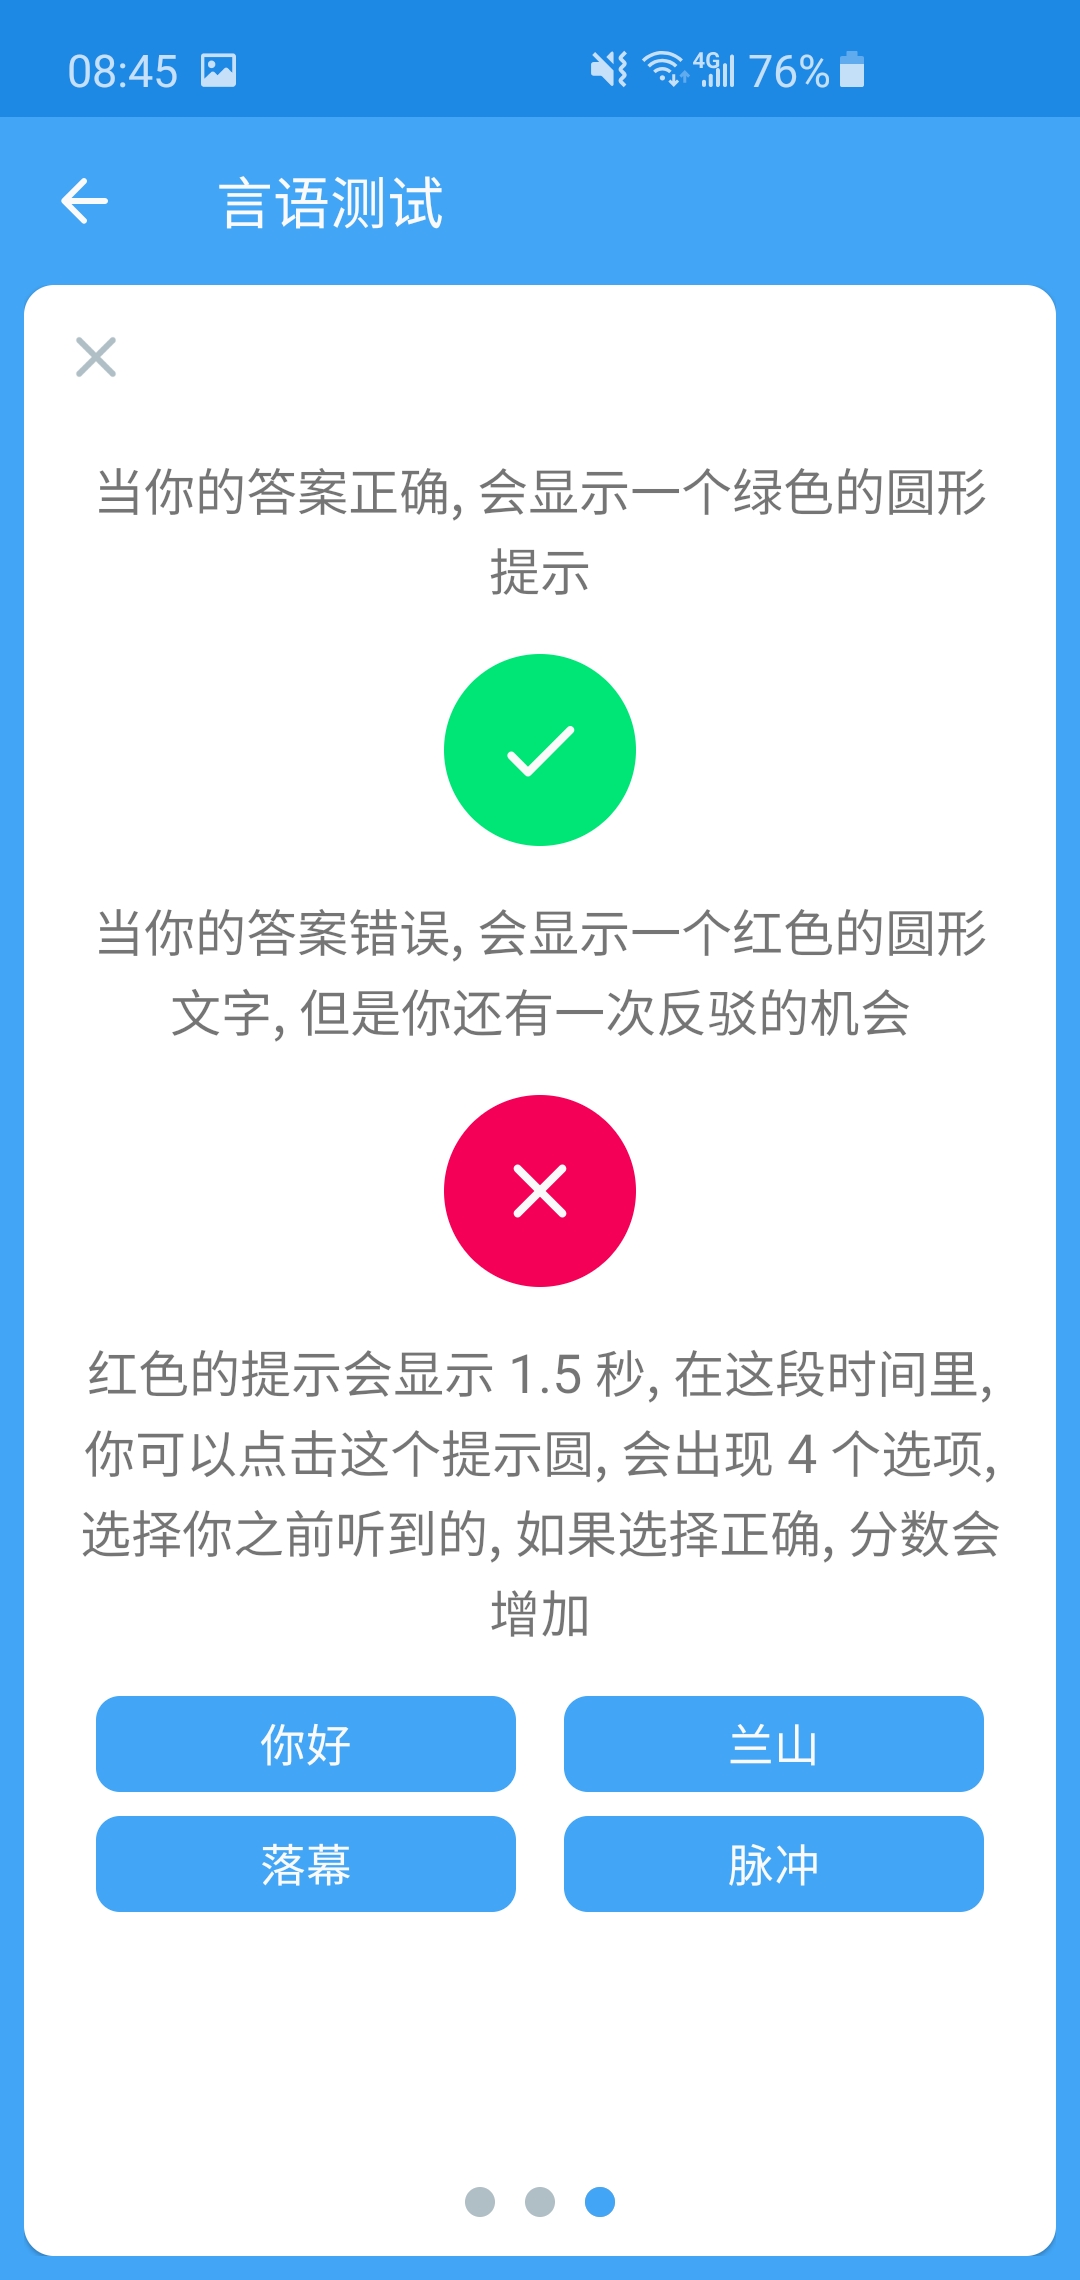 08:45
4G
76%
言语测试
当你的答案正确, 会显示一个绿色的圆形
提示
当你的答案错误, 会显示一个红色的圆形
文字, 但是你还有一次反驳的机会
红色的提示会显示 1.5 秒, 在这段时间里,
你可以点击这个提示圆, 会出现 4 个选项,
选择你之前听到的, 如果选择正确, 分数会
增加
你好
兰山
落幕
脉冲